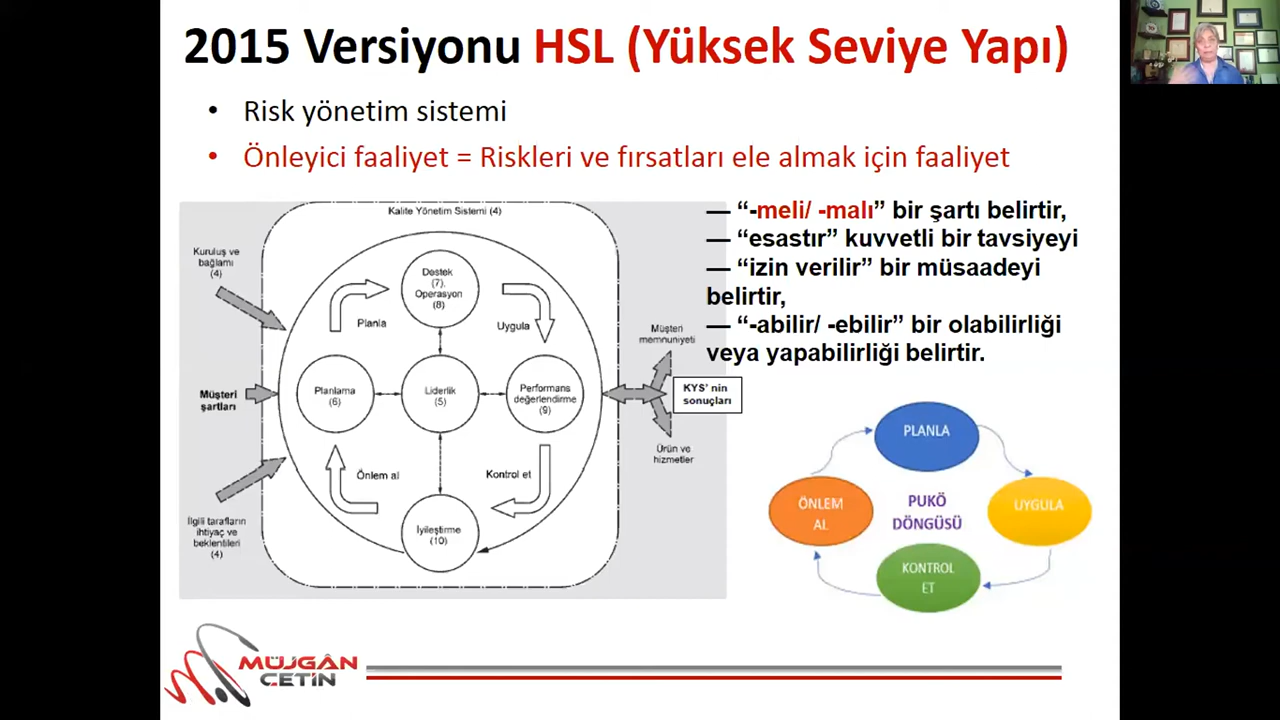 2015 Versiyonu HSL (Yüksek Seviye Yapı)
• Risk yönetim sistemi
• Önleyici faaliyet = Riskleri ve fırsatları ele almak için faaliyet
Kalite Yönetim Sistemi (4)
Kuruluş ve
bağlamı
(4)
Destek
(7),
Operasyon
(8)
Planla
Uygula
Müşteri
şartları
Planlama
(6)
Liderlik
(5)
Performans
değerlendirme
(9)
Müşteri
memnuniyeti
KYS' nin
sonuçları
Ürün ve
hizmetler
Önlem al
Kontrol et
İyileştirme
(10)
İlgili tarafların
ihtiyaç ve
beklentileri
(4)
— “-meli/ -malı” bir şartı belirtir,
— “esastır” kuvvetli bir tavsiyeyi
— “izin verilir” bir müsaadeyi
belirtir,
— “-abilir/ -ebilir” bir olabilirliği
veya yapabilirliği belirtir.
PLANLA
ÖNLEM
AL
PUKÖ
DÖNGÜSÜ
UYGULA
KONTROL
ET
MÜJGÂN
ÇETİN